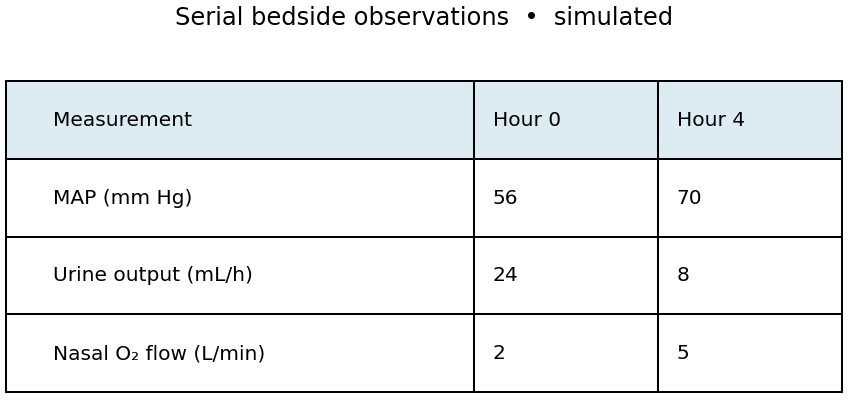 Serial bedside observations • simulated
Measurement Hour 0 Hour 4
MAP (mm Hg) 56 70
Urine output (mL/h) 24 8
Nasal O₂ flow (L/min) 2 5